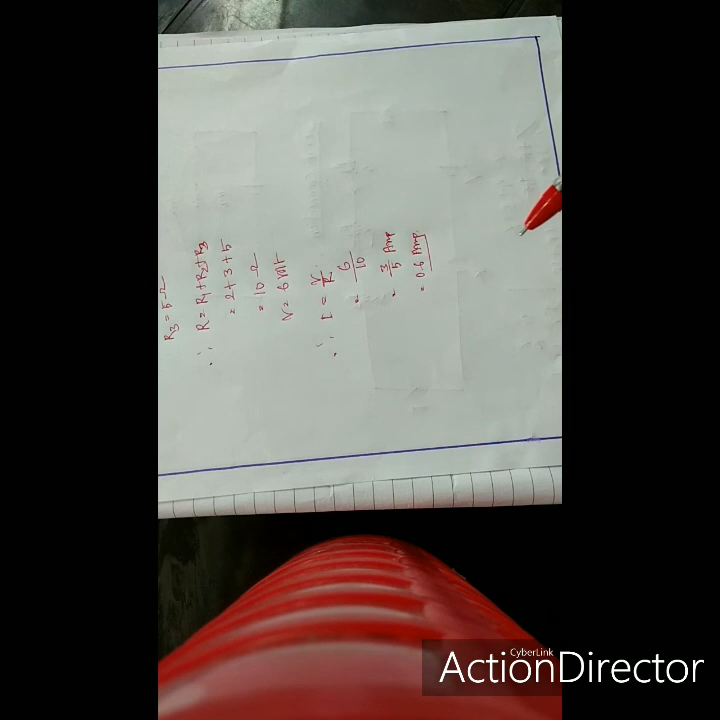 R3 = 5 Ω
∴ R = R1 + R2 + R3
= 2 + 3 + 5
= 10 Ω
V = 6 volt
∴ I = V/R
= 6/10
= 3/5 Amp
= 0.6 Amp
CyberLink
ActionDirector